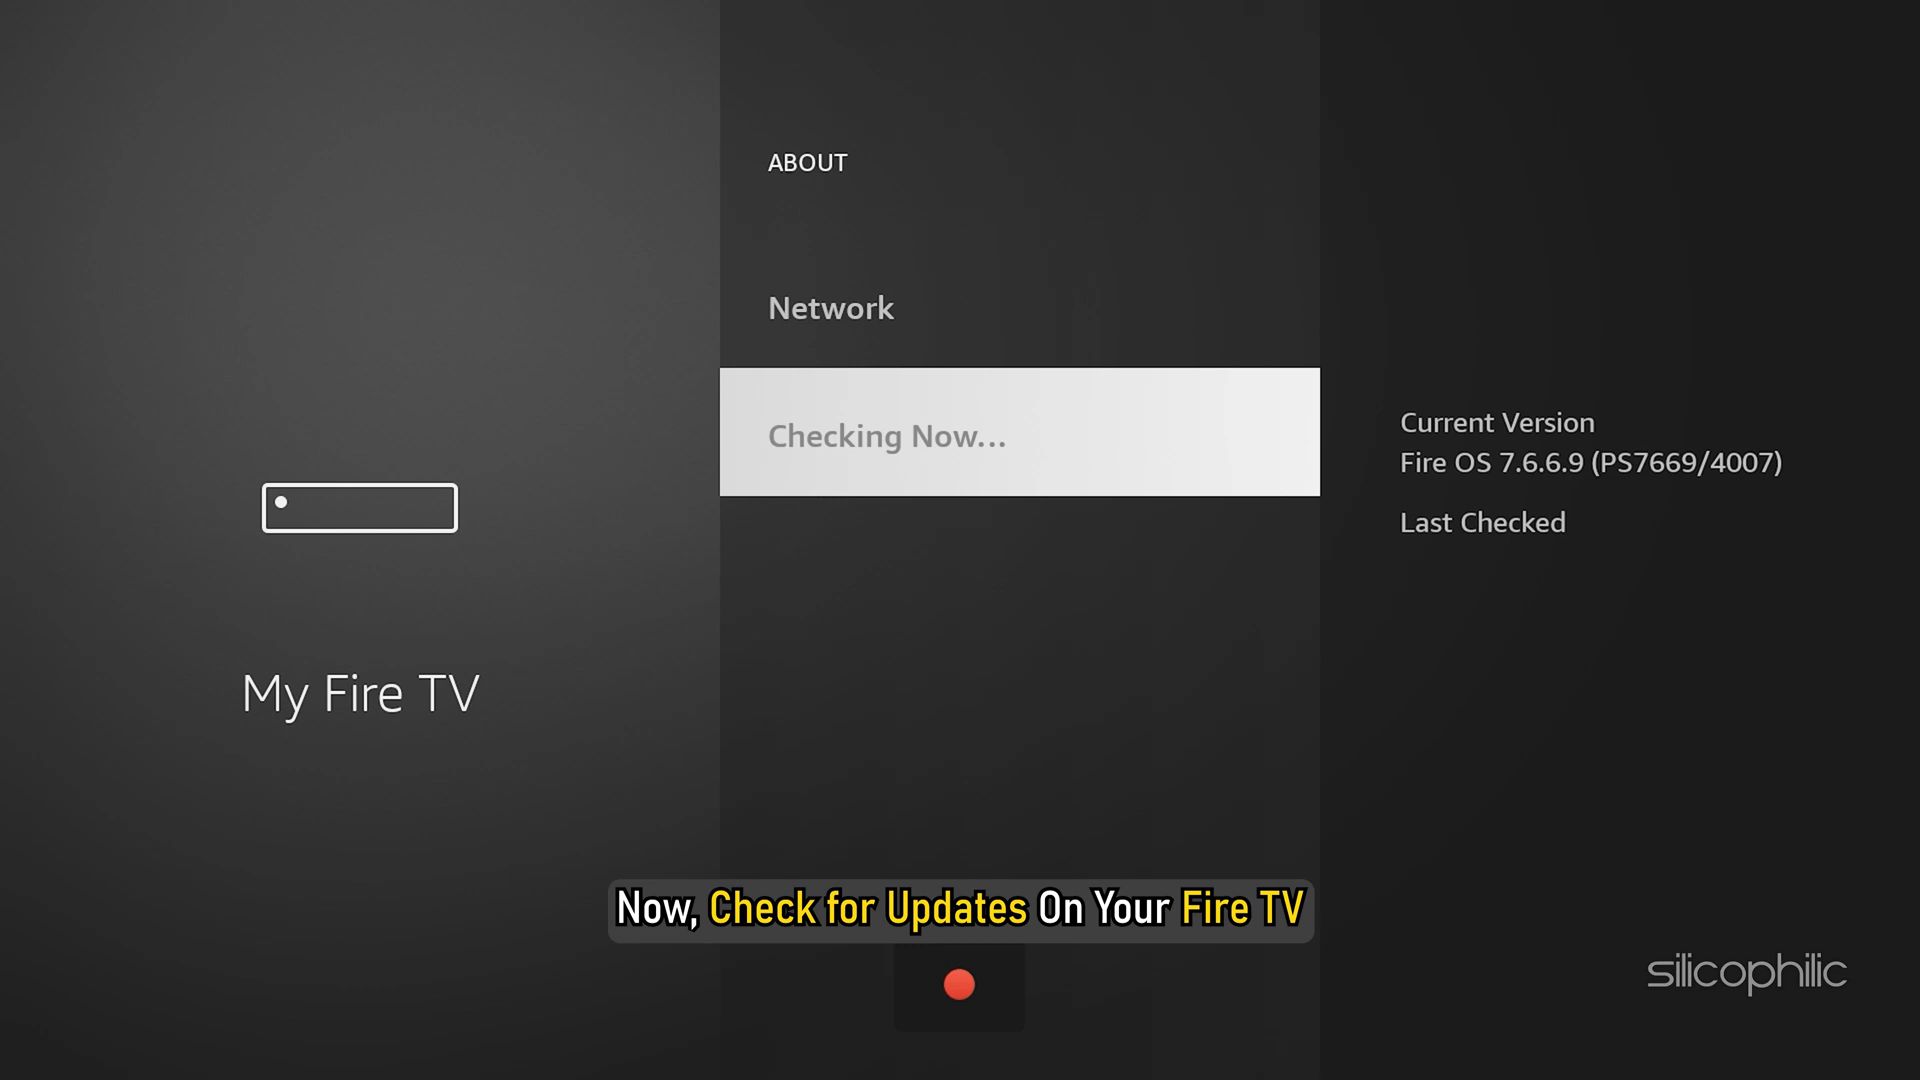 ABOUT
Network
Checking Now...
Current Version
Fire OS 7.6.6.9 (PS7669/4007)
Last Checked
My Fire TV
Now, Check for Updates On Your Fire TV
silicophilic